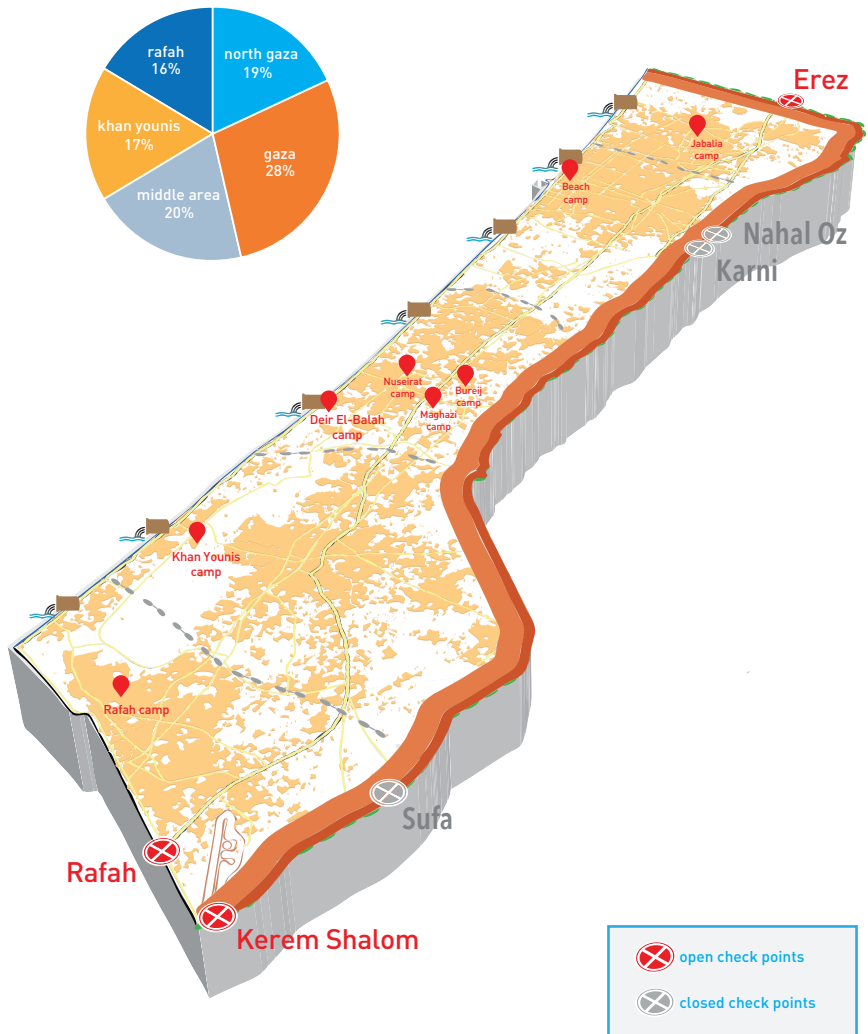 rafah
16%
north gaza
19%
khan younis
17%
gaza
28%
middle area
20%
Erez
Jabalia
camp
Beach
camp
Nahal Oz
Karni
Nuseirat
camp
Bureij
camp
Maghazi
camp
Deir El-Balah
camp
Khan Younis
camp
Rafah camp
Sufa
Rafah
Kerem Shalom
open check points
closed check points